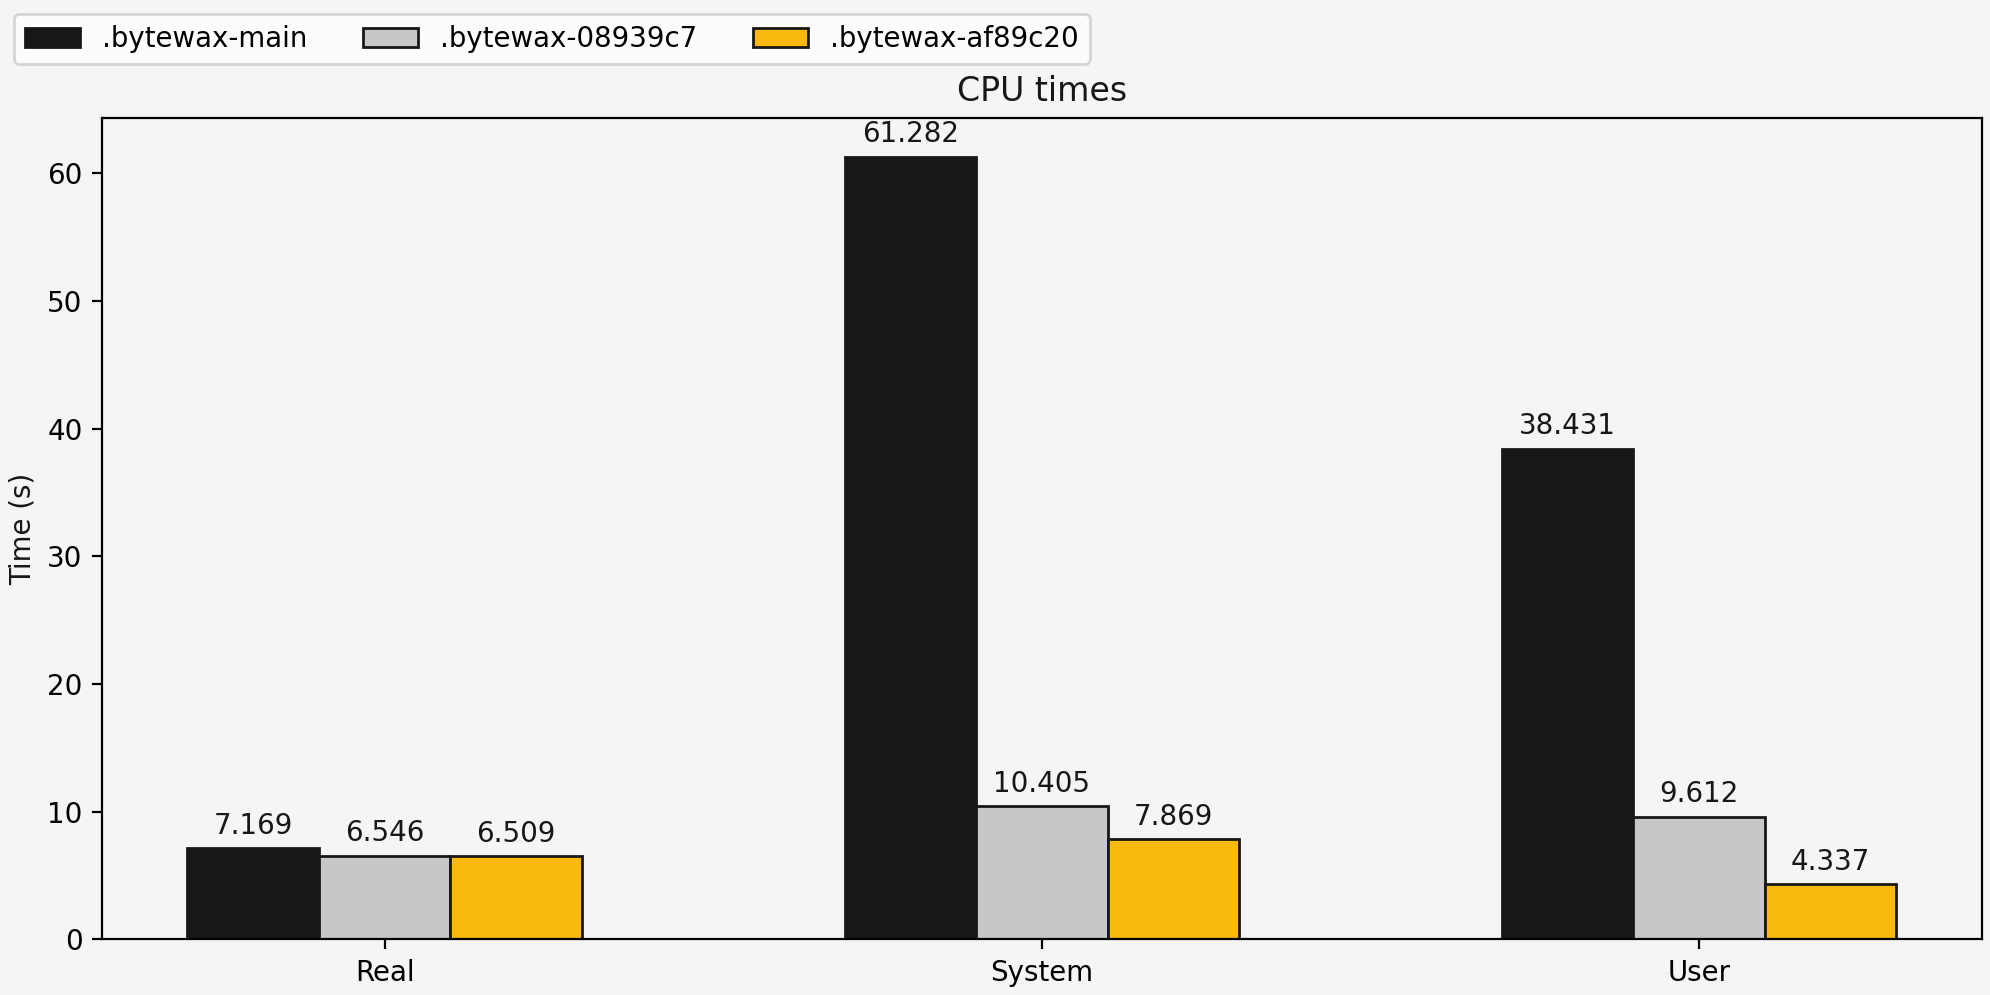 .bytewax-main .bytewax-08939c7 .bytewax-af89c20
CPU times
Time (s)
60
50
40
30
20
10
0
7.169 6.546 6.509
61.282 10.405 7.869
38.431 9.612 4.337
Real System User